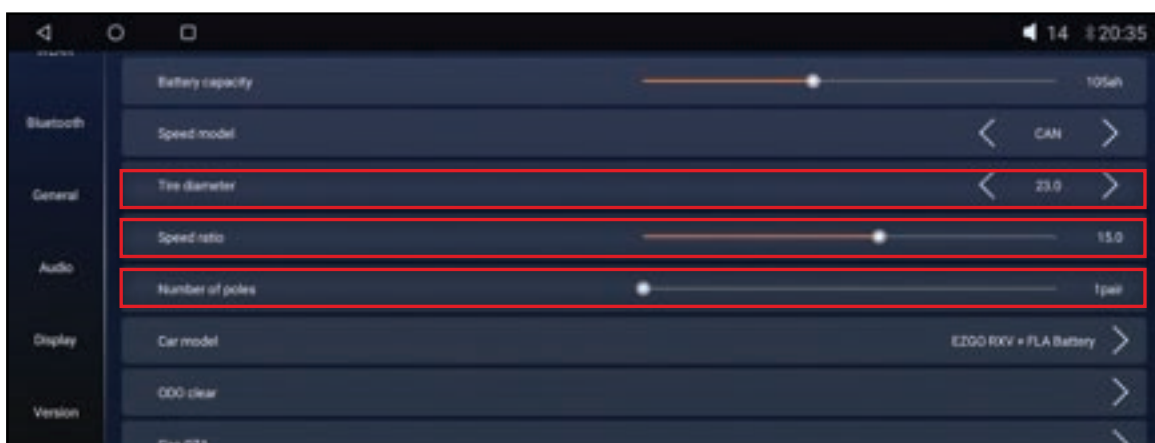 14 20:35
Battery capacity 105ah
Bluetooth
Speed model CAN
General
Tire diameter 23.0
Speed ratio 15.0
Audio
Number of poles 1pair
Display
Car model EZGO RXV + FLA Battery
ODO clear
Version